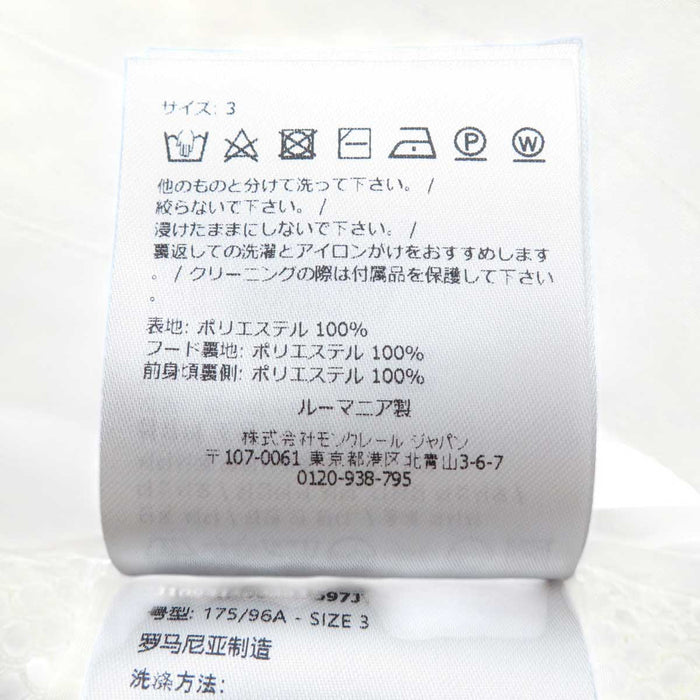 サイズ: 3
P
W
他のものと分けて洗って下さい。 /
絞らないで下さい。 /
浸けたままにしないで下さい。 /
裏返しての洗濯とアイロンがけをおすすめします
。 / クリーニングの際は付属品を保護して下さい
。
表地: ポリエステル 100%
フード裏地: ポリエステル 100%
前身頃裏側: ポリエステル 100%
ルーマニア製
株式会社モンクレール ジャパン
〒107-0061 東京都港区北青山3-6-7
0120-938-795
粤型: 175/96A - SIZE 3
罗马尼亚制造
洗涤方法: